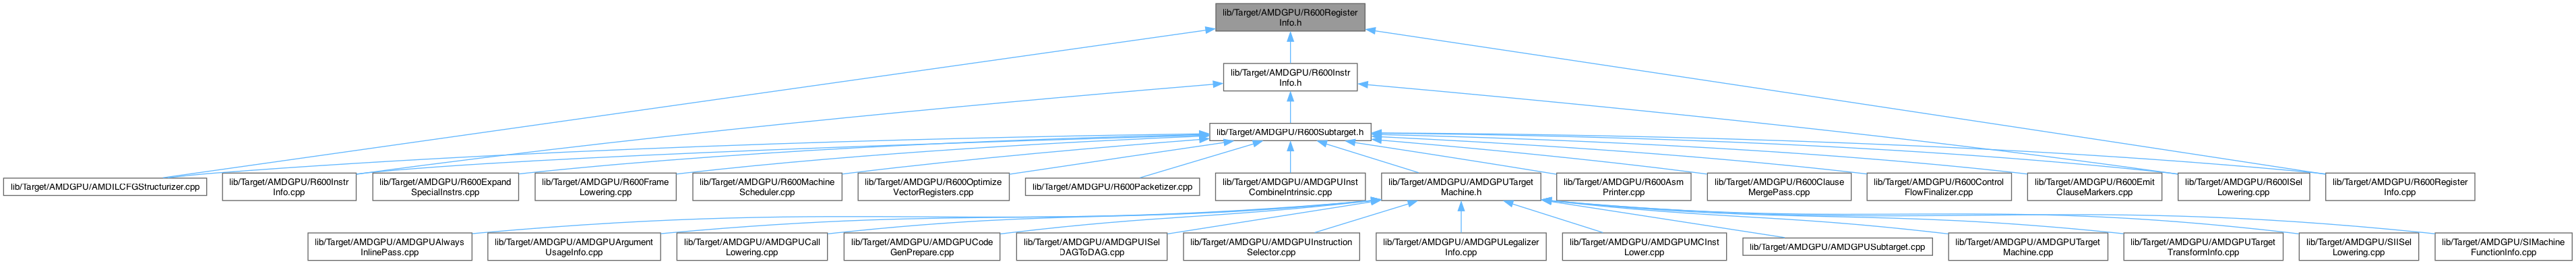 lib/Target/AMDGPU/R600Register
Info.h
lib/Target/AMDGPU/R600Instr
Info.h
lib/Target/AMDGPU/R600Subtarget.h
lib/Target/AMDGPU/AMDILCFGStructurizer.cpp
lib/Target/AMDGPU/R600Instr
Info.cpp
lib/Target/AMDGPU/R600Expand
SpecialInstrs.cpp
lib/Target/AMDGPU/R600Frame
Lowering.cpp
lib/Target/AMDGPU/R600Machine
Scheduler.cpp
lib/Target/AMDGPU/R600Optimize
VectorRegisters.cpp
lib/Target/AMDGPU/R600Packetizer.cpp
lib/Target/AMDGPU/AMDGPUInst
CombineIntrinsic.cpp
lib/Target/AMDGPU/AMDGPUTarget
Machine.h
lib/Target/AMDGPU/R600Asm
Printer.cpp
lib/Target/AMDGPU/R600Clause
MergePass.cpp
lib/Target/AMDGPU/R600Control
FlowFinalizer.cpp
lib/Target/AMDGPU/R600Emit
ClauseMarkers.cpp
lib/Target/AMDGPU/R600ISel
Lowering.cpp
lib/Target/AMDGPU/R600Register
Info.cpp
lib/Target/AMDGPU/AMDGPUAlways
InlinePass.cpp
lib/Target/AMDGPU/AMDGPUArgument
UsageInfo.cpp
lib/Target/AMDGPU/AMDGPUCall
Lowering.cpp
lib/Target/AMDGPU/AMDGPUCode
GenPrepare.cpp
lib/Target/AMDGPU/AMDGPUISel
DAGToDAG.cpp
lib/Target/AMDGPU/AMDGPUInstruction
Selector.cpp
lib/Target/AMDGPU/AMDGPULegalizer
Info.cpp
lib/Target/AMDGPU/AMDGPUMCInst
Lower.cpp
lib/Target/AMDGPU/AMDGPUSubtarget.cpp
lib/Target/AMDGPU/AMDGPUTarget
Machine.cpp
lib/Target/AMDGPU/AMDGPUTarget
TransformInfo.cpp
lib/Target/AMDGPU/SIISel
Lowering.cpp
lib/Target/AMDGPU/SIMachine
FunctionInfo.cpp